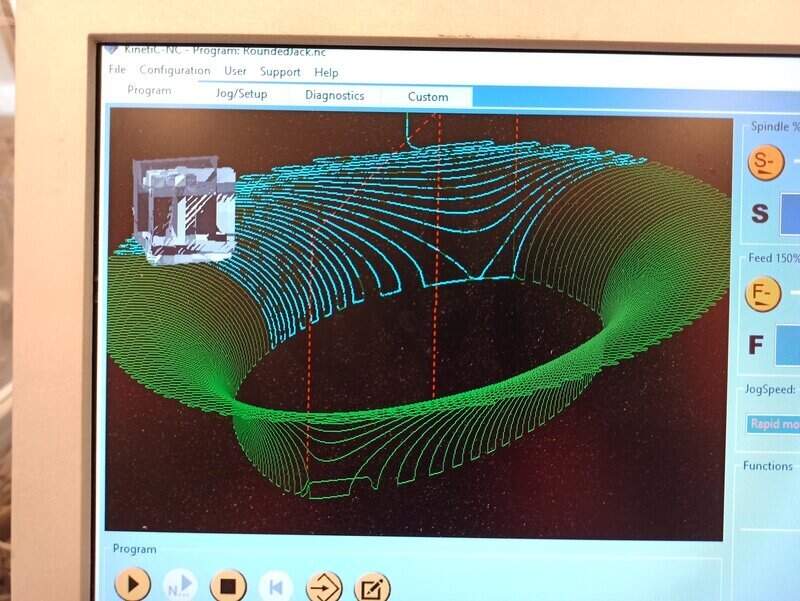 KinetiC-NC - Program: RoundedJack.nc
File Configuration User Support Help
Program Jog/Setup Diagnostics Custom
Spindle %
S-
S
Feed 150%
F-
F
JogSpeed:
Rapid mo
Functions
Program
N...